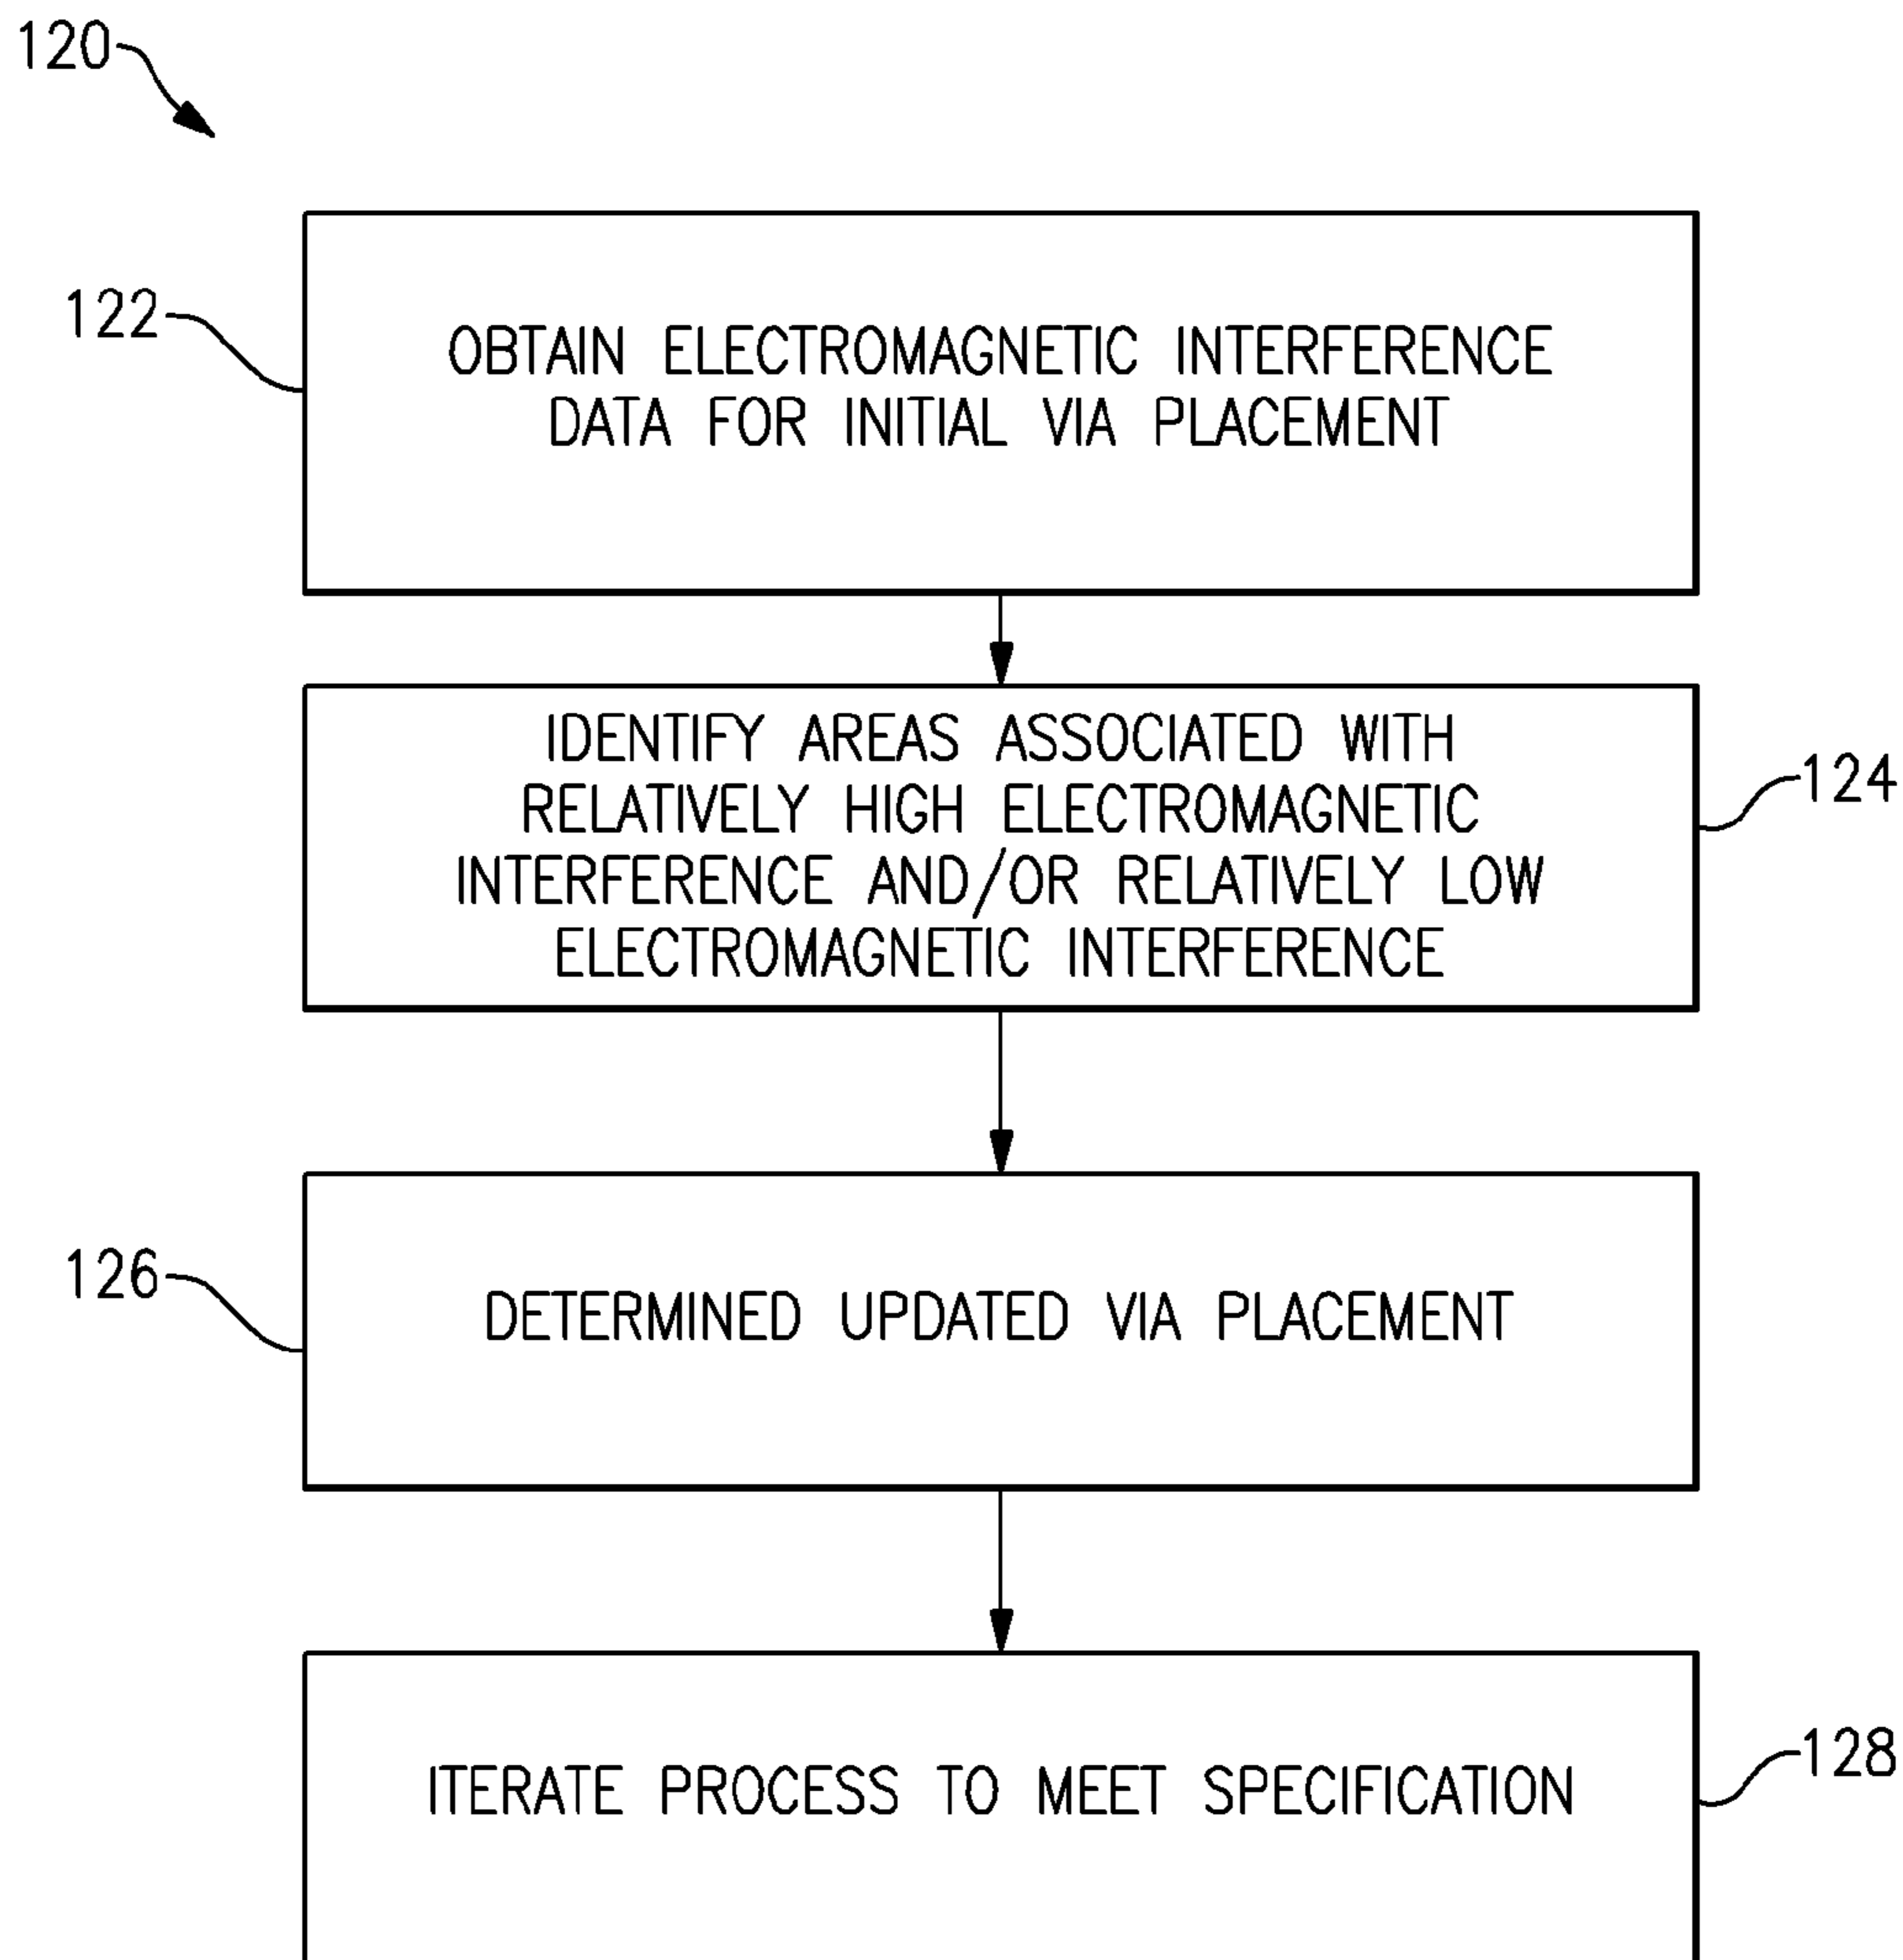 120
122
OBTAIN ELECTROMAGNETIC INTERFERENCE
DATA FOR INITIAL VIA PLACEMENT
IDENTIFY AREAS ASSOCIATED WITH
RELATIVELY HIGH ELECTROMAGNETIC
INTERFERENCE AND/OR RELATIVELY LOW
ELECTROMAGNETIC INTERFERENCE
124
126
DETERMINED UPDATED VIA PLACEMENT
ITERATE PROCESS TO MEET SPECIFICATION
128